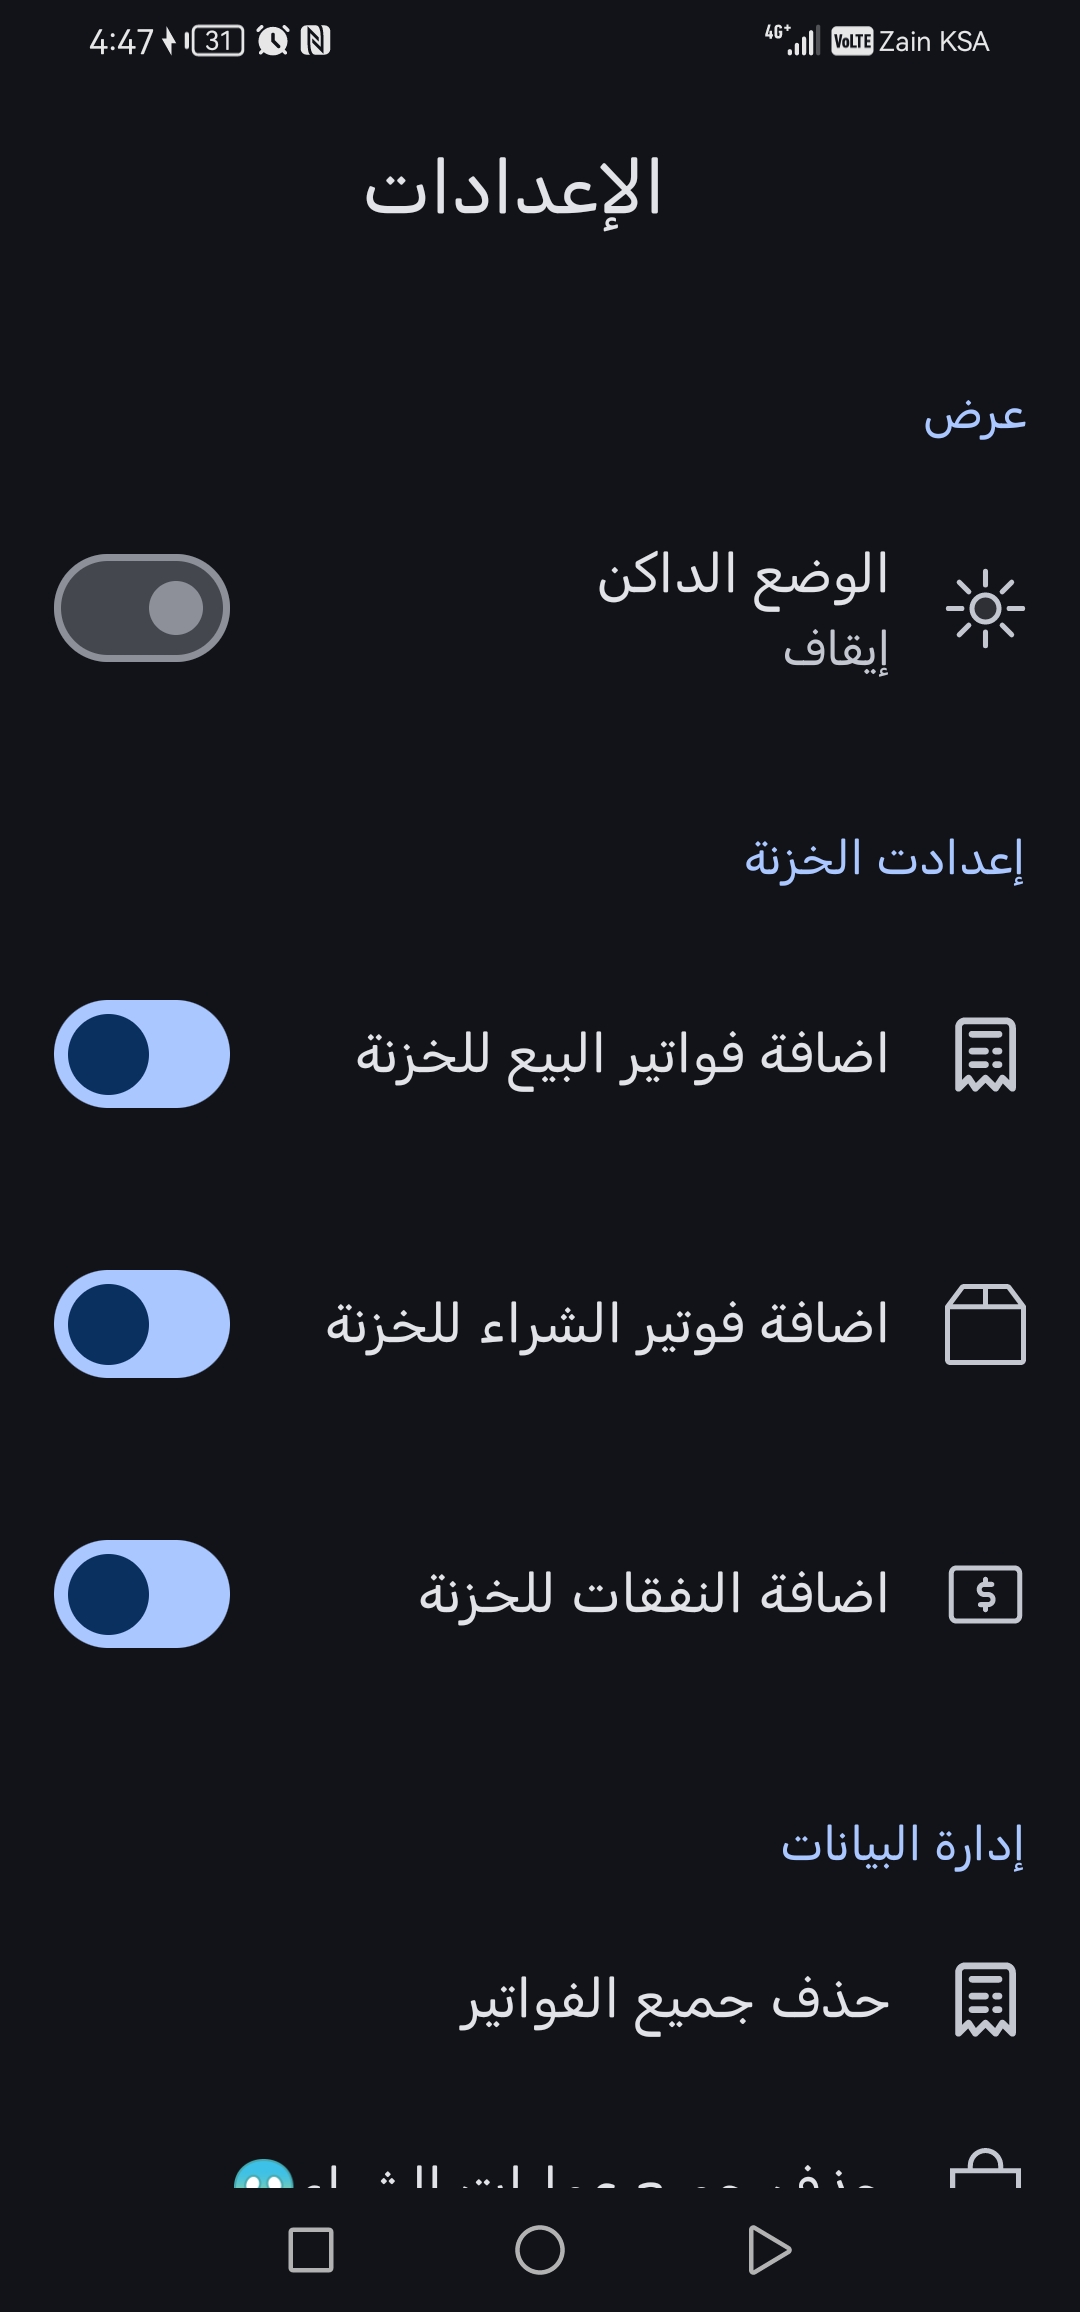 4:47 31 4G+ VoLTE Zain KSA
الإعدادات
عرض
الوضع الداكن
إيقاف
إعدادت الخزنة
اضافة فواتير البيع للخزنة
اضافة فوتير الشراء للخزنة
اضافة النفقات للخزنة
إدارة البيانات
حذف جميع الفواتير